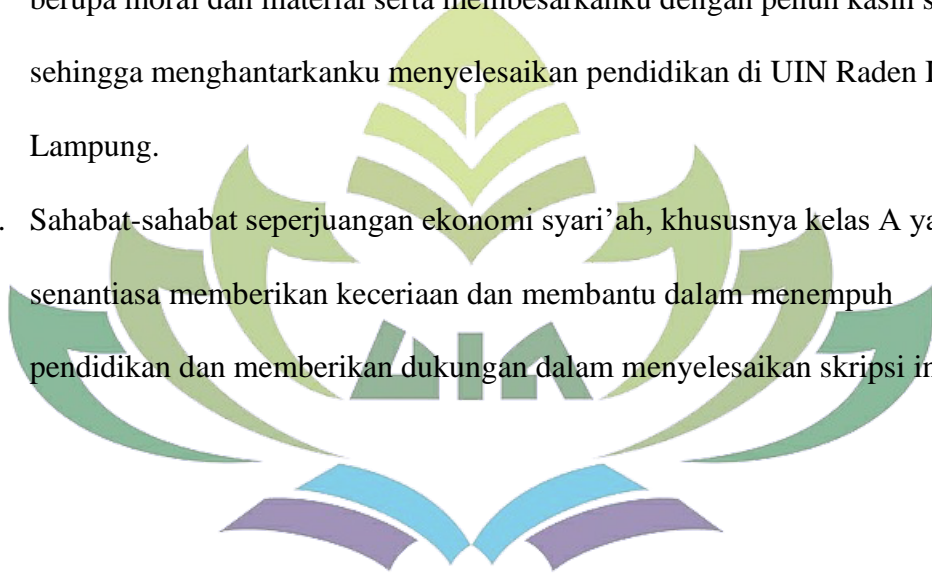 berupa moral dan material serta membesarkanku dengan penuh kasih
sehingga menghantarkanku menyelesaikan pendidikan di UIN Raden
Lampung.
Sahabat-sahabat seperjuangan ekonomi syari’ah, khususnya kelas A
senantiasa memberikan keceriaan dan membantu dalam menempuh
pendidikan dan memberikan dukungan dalam menyelesaikan skripsi
UIN